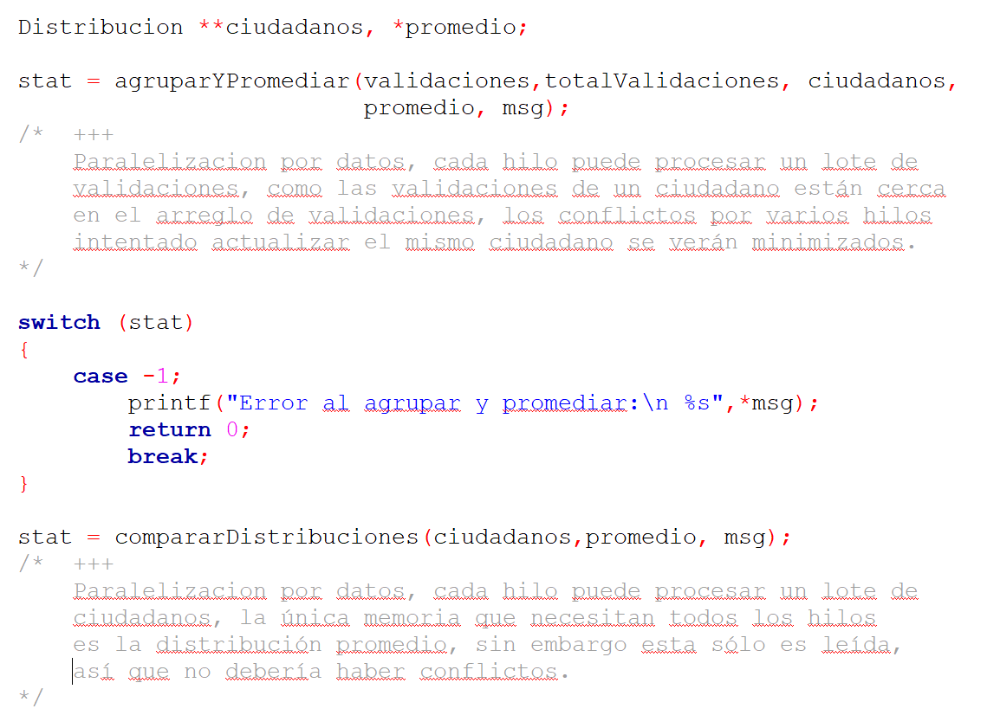 Distribucion **ciudadanos, *promedio;
stat = agruparYPromediar(validaciones,totalValidaciones, ciudadanos,
promedio, msg);
/*  +++
Paralelizacion por datos, cada hilo puede procesar un lote de
validaciones, como las validaciones de un ciudadano están cerca
en el arreglo de validaciones, los conflictos por varios hilos
intentado actualizar el mismo ciudadano se verán minimizados.
*/
switch (stat)
{
case -1;
printf("Error al agrupar y promediar:\n %s",*msg);
return 0;
break;
}
stat = compararDistribuciones(ciudadanos,promedio, msg);
/*  +++
Paralelizacion por datos, cada hilo puede procesar un lote de
ciudadanos, la única memoria que necesitan todos los hilos
es la distribución promedio, sin embargo esta sólo es leída,
así que no debería haber conflictos.
*/